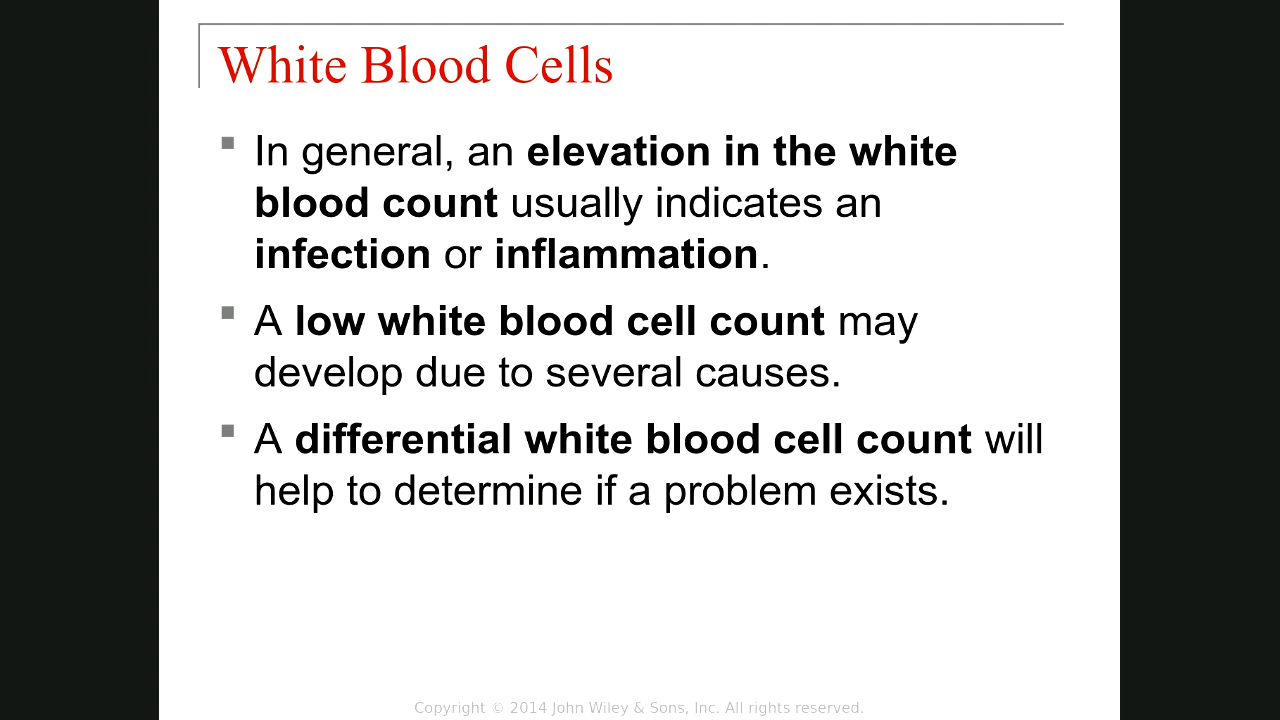 White Blood Cells
In general, an elevation in the white
blood count usually indicates an
infection or inflammation.
A low white blood cell count may
develop due to several causes.
A differential white blood cell count will
help to determine if a problem exists.
Copyright © 2014 John Wiley & Sons, Inc. All rights reserved.